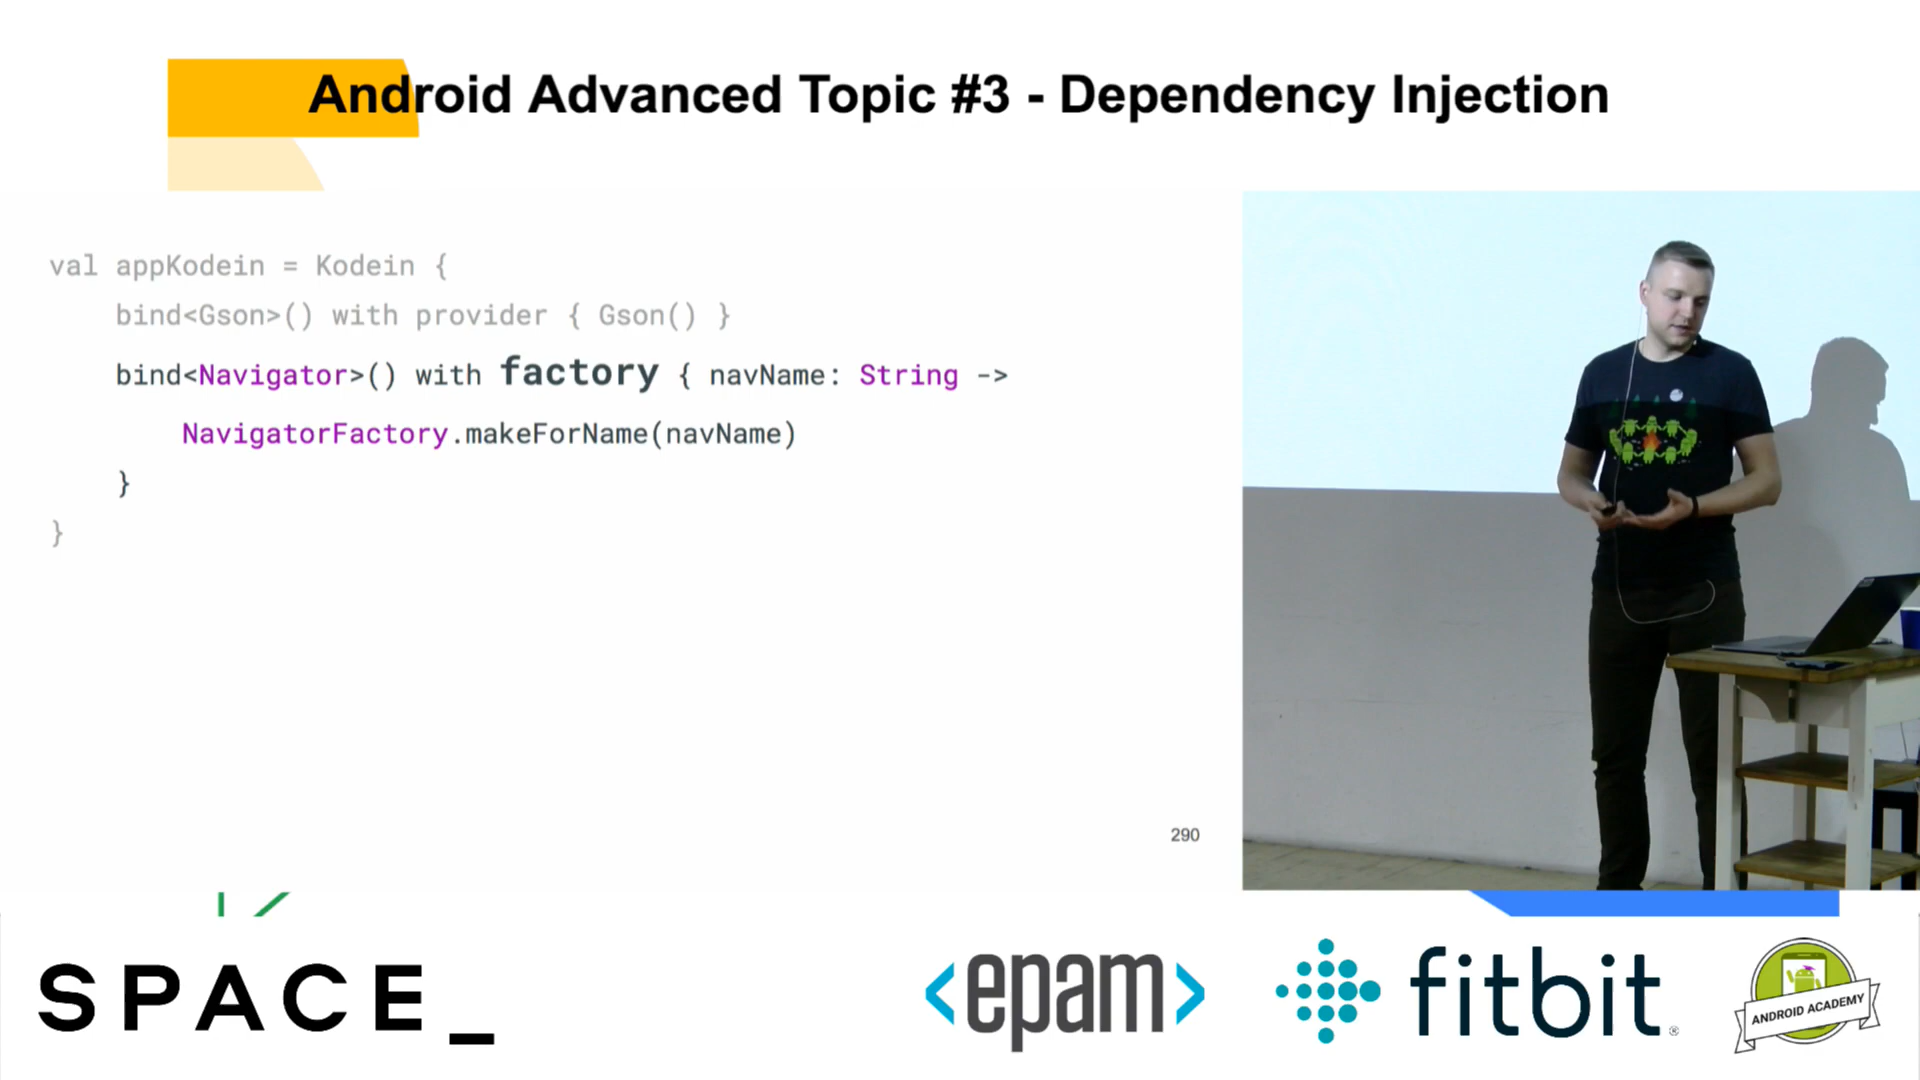 Android Advanced Topic #3 - Dependency Injection
val appKodein = Kodein {
bind<Gson>() with provider { Gson() }
bind<Navigator>() with factory { navName: String ->
NavigatorFactory.makeForName(navName)
}
}
290
SPACE_
<epam>
fitbit®
ANDROID ACADEMY